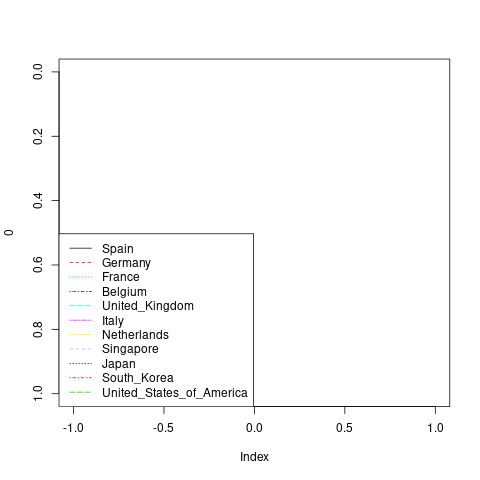 0.0
0.2
0.4
0
0.6
0.8
1.0
Spain
Germany
France
Belgium
United_Kingdom
Italy
Netherlands
Singapore
Japan
South_Korea
United_States_of_America
-1.0 -0.5 0.0 0.5 1.0
Index